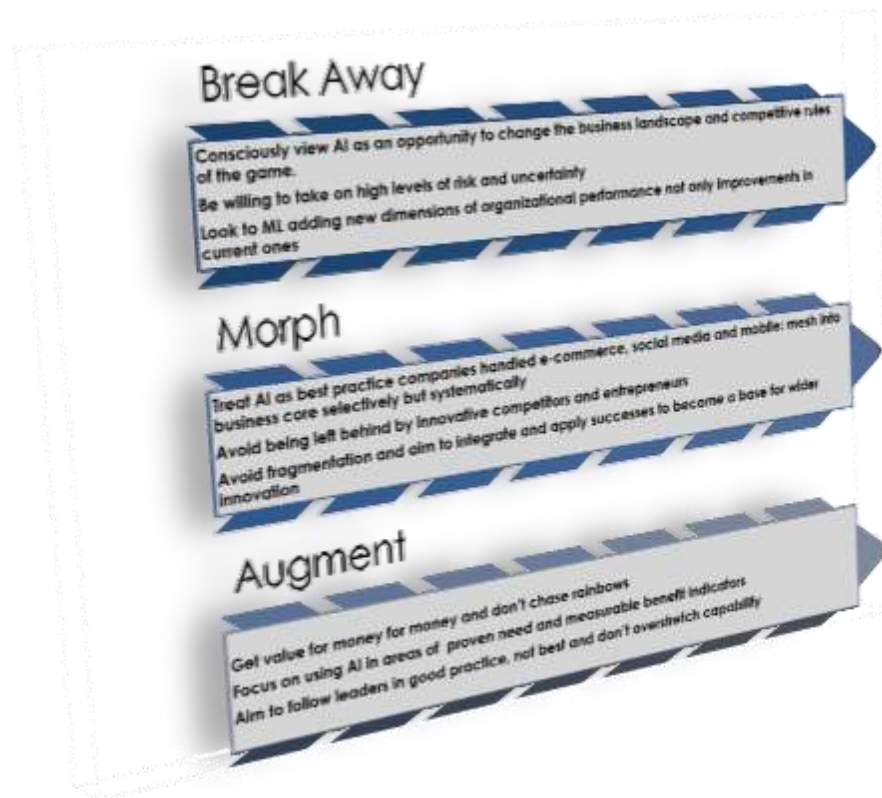 Break Away
Consciously view AI as an opportunity to change the business landscape and competitive rules
of the game.
Be willing to take on high levels of risk and uncertainty
Look to ML adding new dimensions of organizational performance not only improvements in
current ones
Morph
Treat AI as best practice companies handled e-commerce, social media and mobile: mesh into
business core selectively but systematically
Avoid being left behind by innovative competitors and entrepreneurs
Avoid fragmentation and aim to integrate and apply successes to become a base for wider
innovation
Augment
Get value for money for money and don't chase rainbows
Focus on using AI in areas of proven need and measurable benefit indicators
Aim to follow leaders in good practice, not best and don't overstretch capability